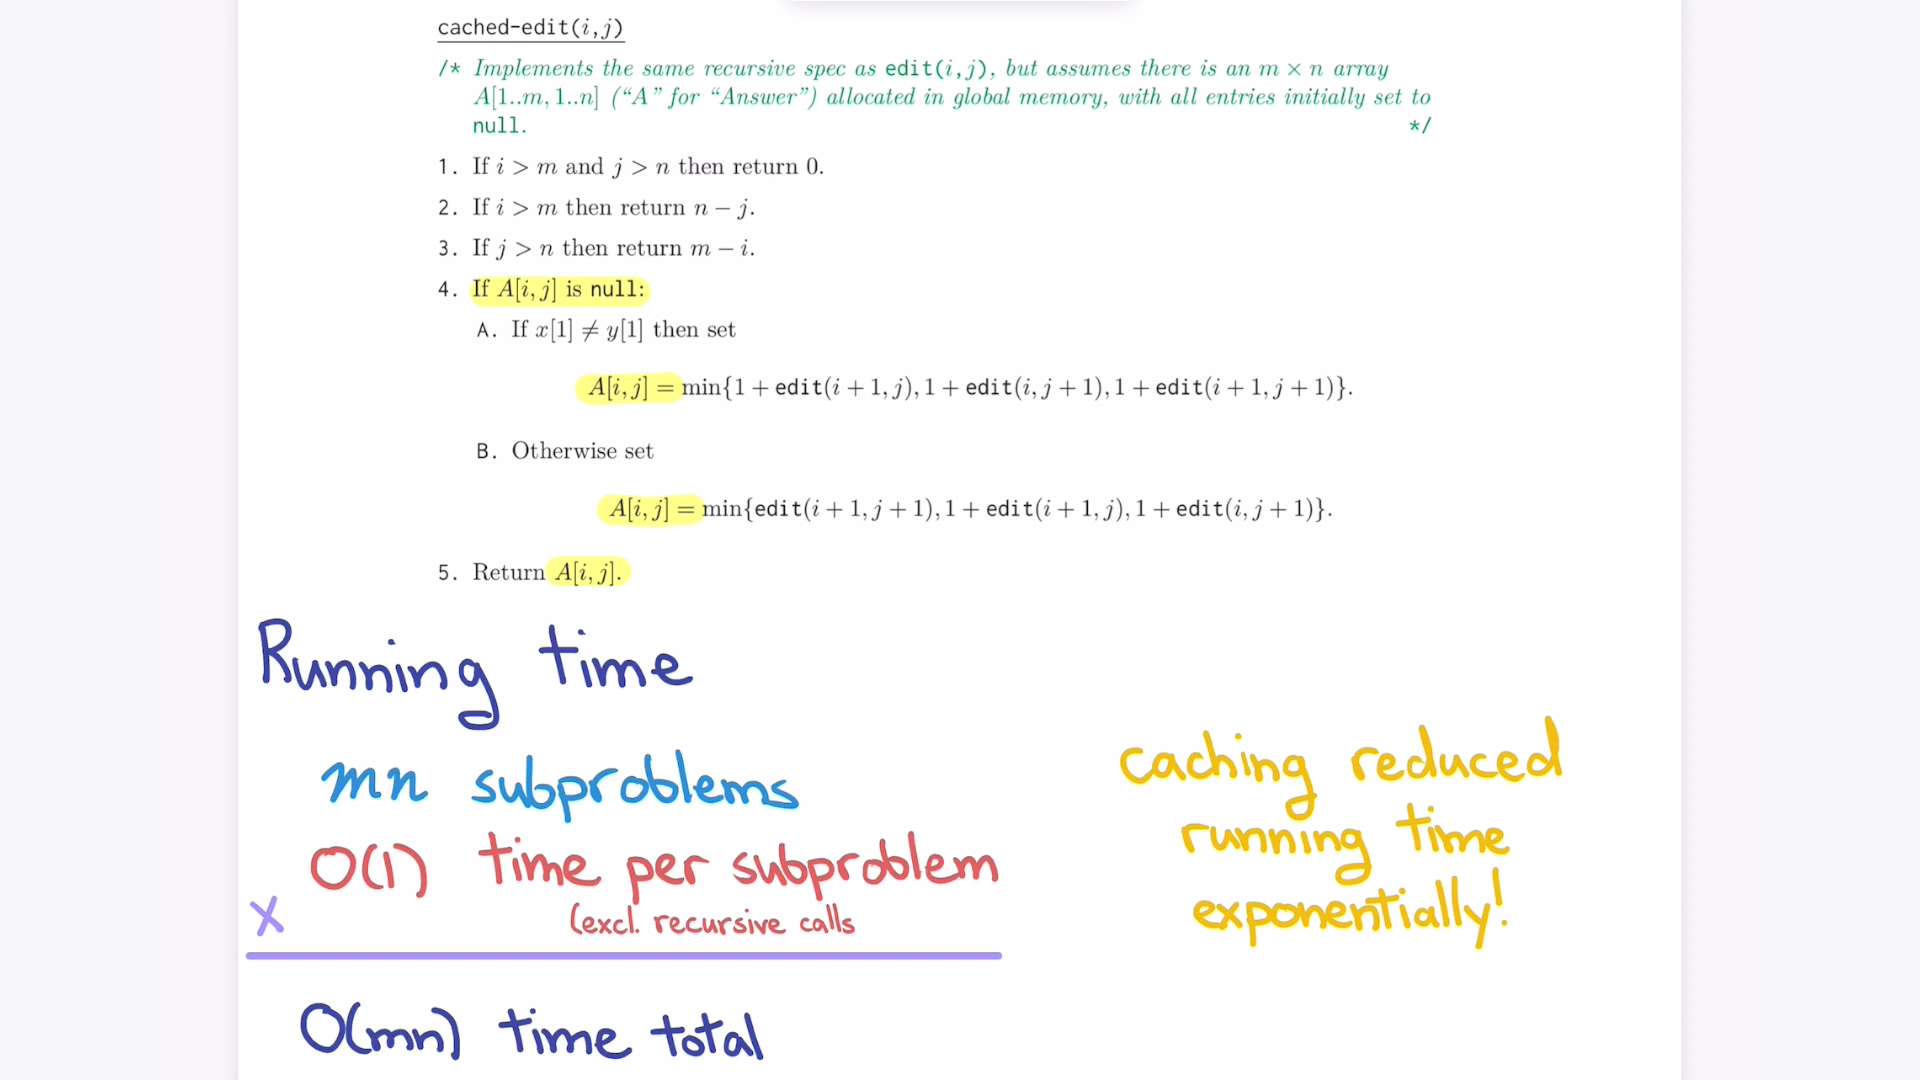 cached-edit(i,j)
/* Implements the same recursive spec as edit(i,j), but assumes there is an m × n array
A[1..m, 1..n] (“A” for “Answer”) allocated in global memory, with all entries initially set to
null. */
1. If i > m and j > n then return 0.
2. If i > m then return n − j.
3. If j > n then return m − i.
4. If A[i, j] is null:
A. If x[1] ≠ y[1] then set
A[i, j] = min{1 + edit(i + 1, j), 1 + edit(i, j + 1), 1 + edit(i + 1, j + 1)}.
B. Otherwise set
A[i, j] = min{edit(i + 1, j + 1), 1 + edit(i + 1, j), 1 + edit(i, j + 1)}.
5. Return A[i, j].
Running time
mn subproblems
O(1) time per subproblem
(excl. recursive calls
X
O(mn) time total
caching reduced
running time
exponentially!